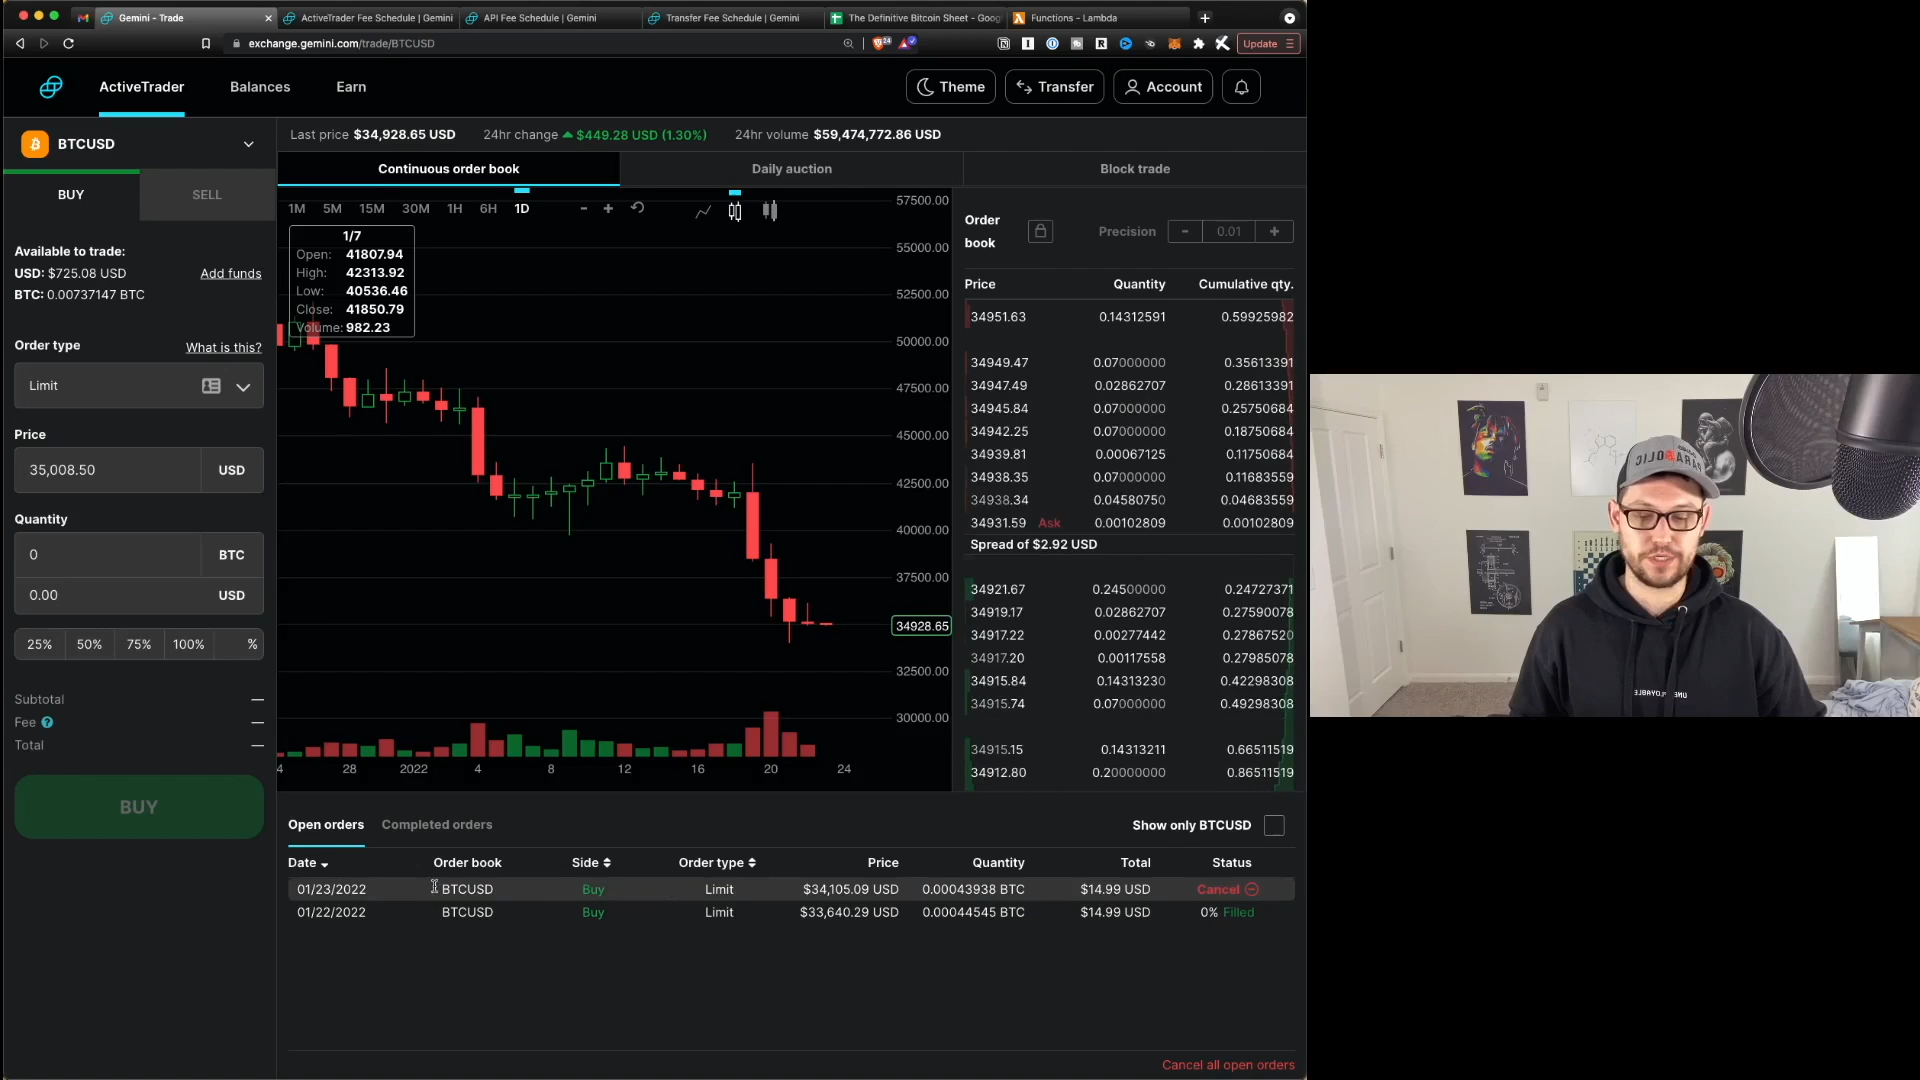 Gemini - Trade
ActiveTrader Fee Schedule | Gemini
API Fee Schedule | Gemini
Transfer Fee Schedule | Gemini
The Definitive Bitcoin Sheet - Goog
Functions - Lambda
exchange.gemini.com/trade/BTCUSD
24
Update
ActiveTrader
Balances
Earn
Theme
Transfer
Account
BTCUSD
Last price $34,928.65 USD
24hr change $449.28 USD (1.30%)
24hr volume $59,474,772.86 USD
Continuous order book
Daily auction
Block trade
BUY
SELL
Available to trade:
USD: $725.08 USD
Add funds
BTC: 0.00737147 BTC
Order type
What is this?
Limit
Price
35,008.50 USD
Quantity
0 BTC
0.00 USD
25% 50% 75% 100% %
Subtotal —
Fee ? —
Total —
BUY
1M 5M 15M 30M 1H 6H 1D - +
1/7
Open: 41807.94
High: 42313.92
Low: 40536.46
Close: 41850.79
Volume: 982.23
57500.00
55000.00
52500.00
50000.00
47500.00
45000.00
42500.00
40000.00
37500.00
34928.65
32500.00
30000.00
4 28 2022 4 8 12 16 20 24
Order
book
Precision - 0.01 +
Price Quantity Cumulative qty.
34951.63 0.14312591 0.59925982
34949.47 0.07000000 0.35613391
34947.49 0.02862707 0.28613391
34945.84 0.07000000 0.25750684
34942.25 0.07000000 0.18750684
34939.81 0.00067125 0.11750684
34938.35 0.07000000 0.11683559
34938.34 0.04580750 0.04683559
34931.59 Ask 0.00102809 0.00102809
Spread of $2.92 USD
34921.67 0.24500000 0.24727371
34919.17 0.02862707 0.27590078
34917.22 0.00277442 0.27867520
34917.20 0.00117558 0.27985078
34915.84 0.14313230 0.42298308
34915.74 0.07000000 0.49298308
34915.15 0.14313211 0.66511519
34912.80 0.20000000 0.86511519
Open orders
Completed orders
Show only BTCUSD
Date Order book Side Order type Price Quantity Total Status
01/23/2022 BTCUSD Buy Limit $34,105.09 USD 0.00043938 BTC $14.99 USD Cancel
01/22/2022 BTCUSD Buy Limit $33,640.29 USD 0.00044545 BTC $14.99 USD 0% Filled
Cancel all open orders
PARABOLIC
UNEMPLOYABLE